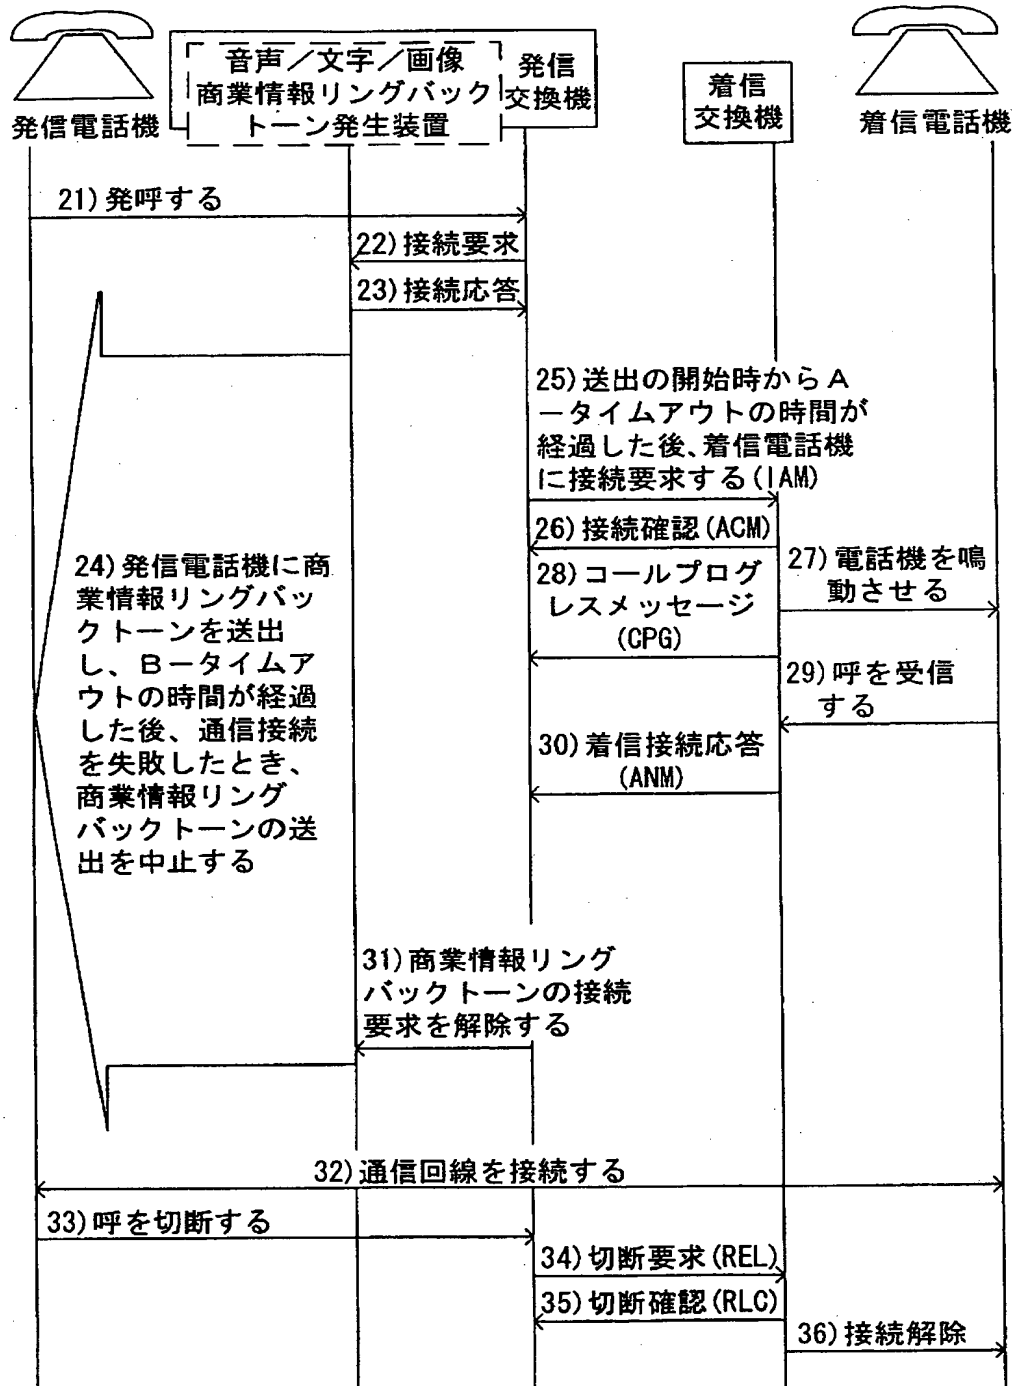 音声／文字／画像
商業情報リングバック
トーン発生装置
発信
交換機
着信
交換機
発信電話機
着信電話機
21)発呼する
22)接続要求
23)接続応答
25)送出の開始時からA
ータイムアウトの時間が
経過した後、着信電話機
に接続要求する(IAM)
26)接続確認(ACM)
27)電話機を鳴
動させる
28)コールプログ
レスメッセージ
(CPG)
24)発信電話機に商
業情報リングバッ
クトーンを送出
し、Bータイムア
ウトの時間が経過
した後、通信接続
を失敗したとき、
商業情報リング
バックトーンの送
出を中止する
29)呼を受信
する
30)着信接続応答
(ANM)
31)商業情報リング
バックトーンの接続
要求を解除する
32)通信回線を接続する
33)呼を切断する
34)切断要求(REL)
35)切断確認(RLC)
36)接続解除